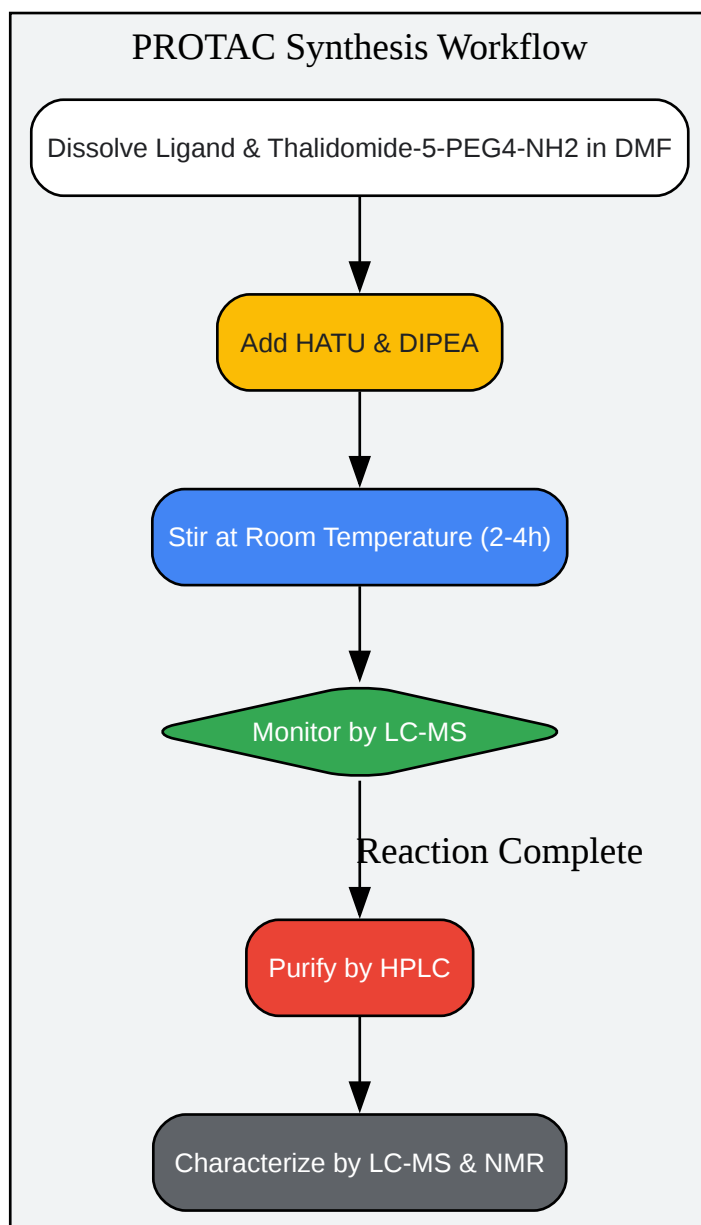 PROTAC Synthesis Workflow
Dissolve Ligand & Thalidomide-5-PEG4-NH2 in DMF
Add HATU & DIPEA
Stir at Room Temperature (2-4h)
Monitor by LC-MS
Reaction Complete
Purify by HPLC
Characterize by LC-MS & NMR